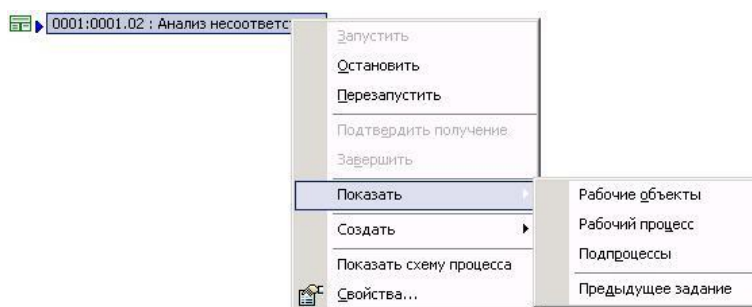 0001:0001.02 : Анализ несоответс
Запустить
Остановить
Перезапустить
Подтвердить получение
Завершить
Показать
Создать
Показать схему процесса
Свойства...
Рабочие объекты
Рабочий процесс
Подпроцессы
Предыдущее задание